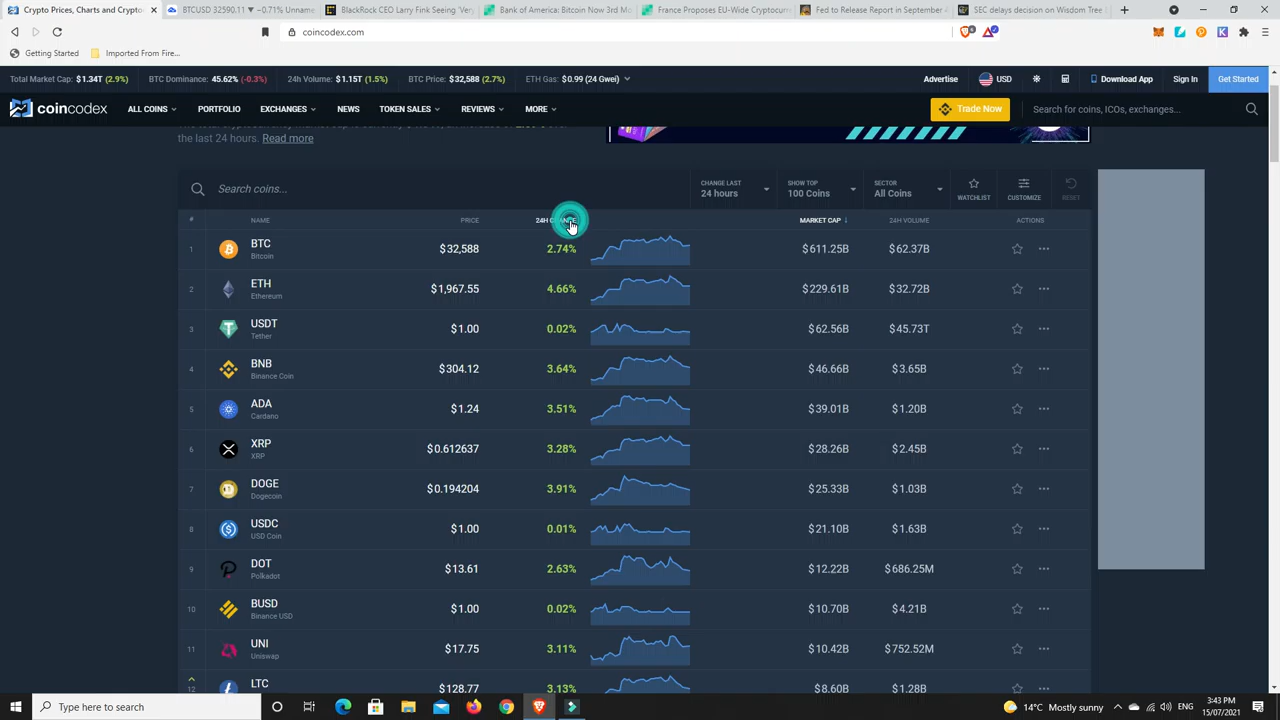 Crypto Prices, Charts and Cryptoc
BTCUSD 32590.11 ▼ −0.71% Unname
BlackRock CEO Larry Fink Seeing 'Very
Bank of America: Bitcoin Now 3rd Mo
France Proposes EU-Wide Cryptocurr
Fed to Release Report in September A
SEC delays decision on Wisdom Tree
coincodex.com
Getting Started
Imported From Fire...
Total Market Cap: $1.34T (2.9%)
BTC Dominance: 45.62% (-0.3%)
24h Volume: $1.15T (1.5%)
BTC Price: $32,588 (2.7%)
ETH Gas: $0.99 (24 Gwei)
Advertise
USD
Download App
Sign In
Get Started
coincodex
ALL COINS
PORTFOLIO
EXCHANGES
NEWS
TOKEN SALES
REVIEWS
MORE
Trade Now
Search for coins, ICOs, exchanges...
the last 24 hours. Read more
Search coins...
CHANGE LAST
24 hours
SHOW TOP
100 Coins
SECTOR
All Coins
WATCHLIST
CUSTOMIZE
RESET
# NAME PRICE 24H CHANGE MARKET CAP ↓ 24H VOLUME ACTIONS
1 BTC $32,588 2.74% $611.25B $62.37B
Bitcoin
2 ETH $1,967.55 4.66% $229.61B $32.72B
Ethereum
3 USDT $1.00 0.02% $62.56B $45.73T
Tether
4 BNB $304.12 3.64% $46.66B $3.65B
Binance Coin
5 ADA $1.24 3.51% $39.01B $1.20B
Cardano
6 XRP $0.612637 3.28% $28.26B $2.45B
XRP
7 DOGE $0.194204 3.91% $25.33B $1.03B
Dogecoin
8 USDC $1.00 0.01% $21.10B $1.63B
USD Coin
9 DOT $13.61 2.63% $12.22B $686.25M
Polkadot
10 BUSD $1.00 0.02% $10.70B $4.21B
Binance USD
11 UNI $17.75 3.11% $10.42B $752.52M
Uniswap
12 LTC $128.77 3.13% $8.60B $1.28B
Type here to search
14°C Mostly sunny
ENG
3:43 PM
15/07/2021